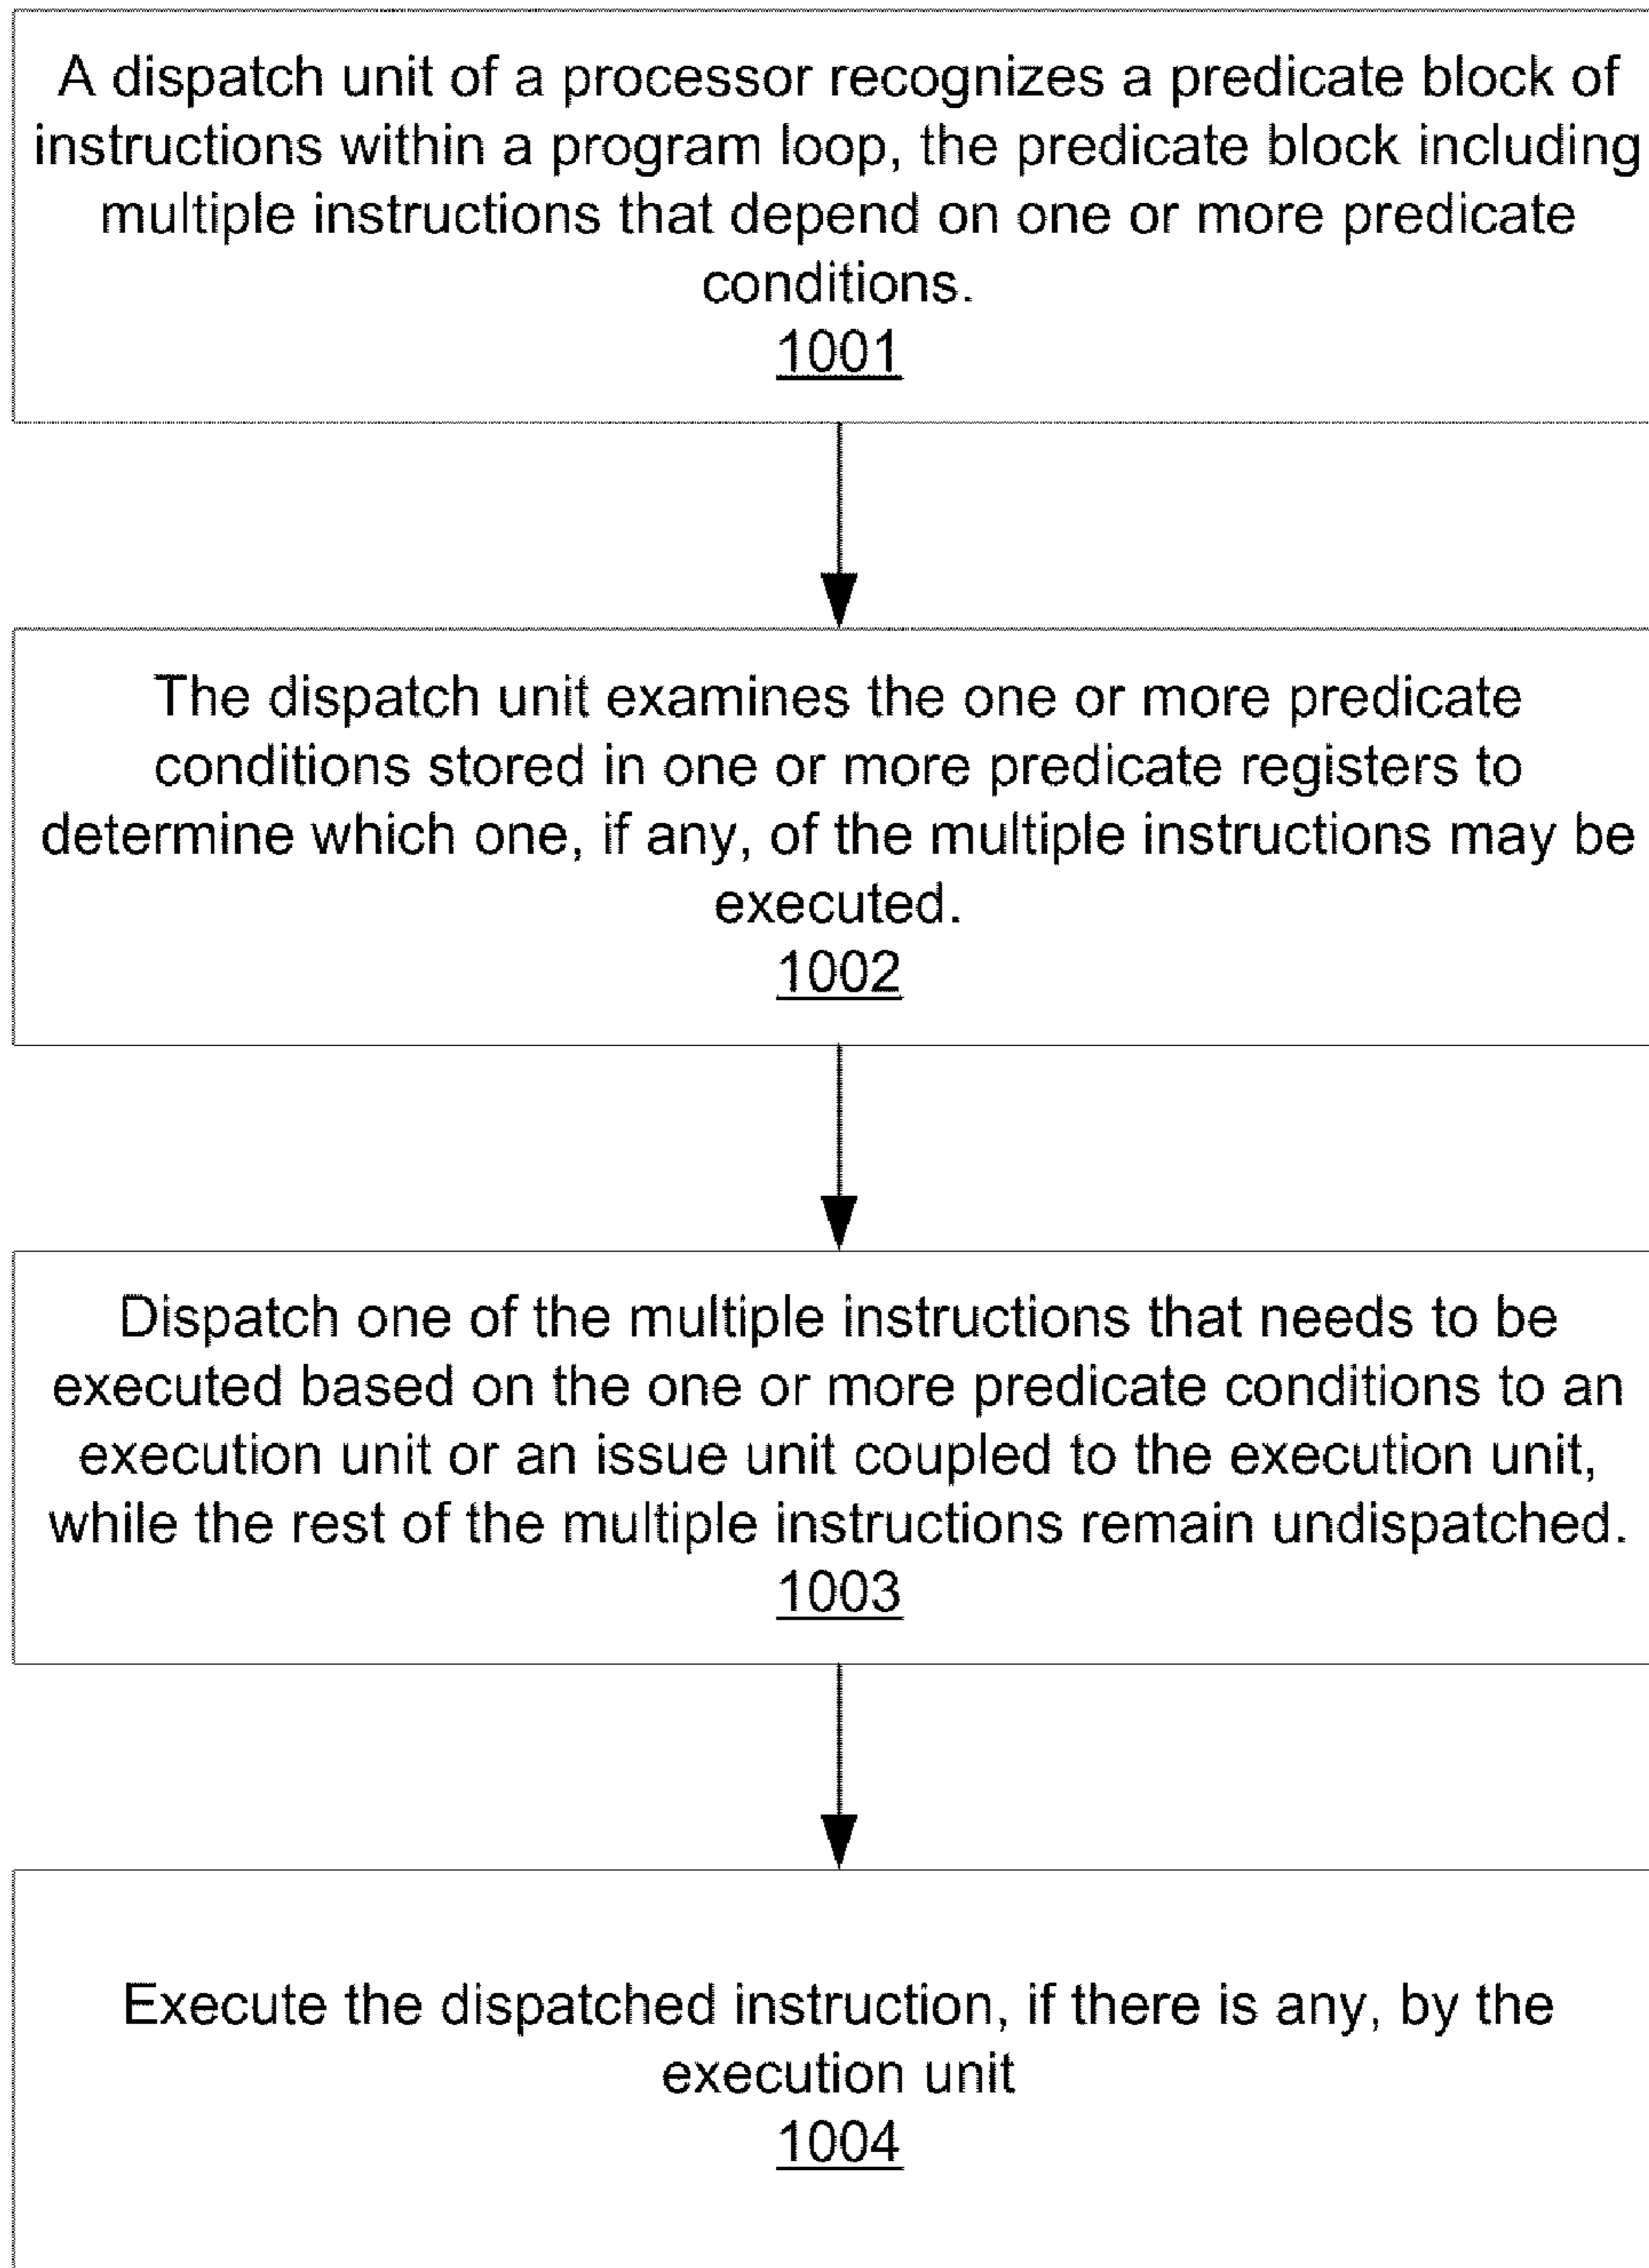 A dispatch unit of a processor recognizes a predicate block of
instructions within a program loop, the predicate block including
multiple instructions that depend on one or more predicate
conditions.
1001
The dispatch unit examines the one or more predicate
conditions stored in one or more predicate registers to
determine which one, if any, of the multiple instructions may be
executed.
1002
Dispatch one of the multiple instructions that needs to be
executed based on the one or more predicate conditions to an
execution unit or an issue unit coupled to the execution unit,
while the rest of the multiple instructions remain undispatched.
1003
Execute the dispatched instruction, if there is any, by the
execution unit
1004